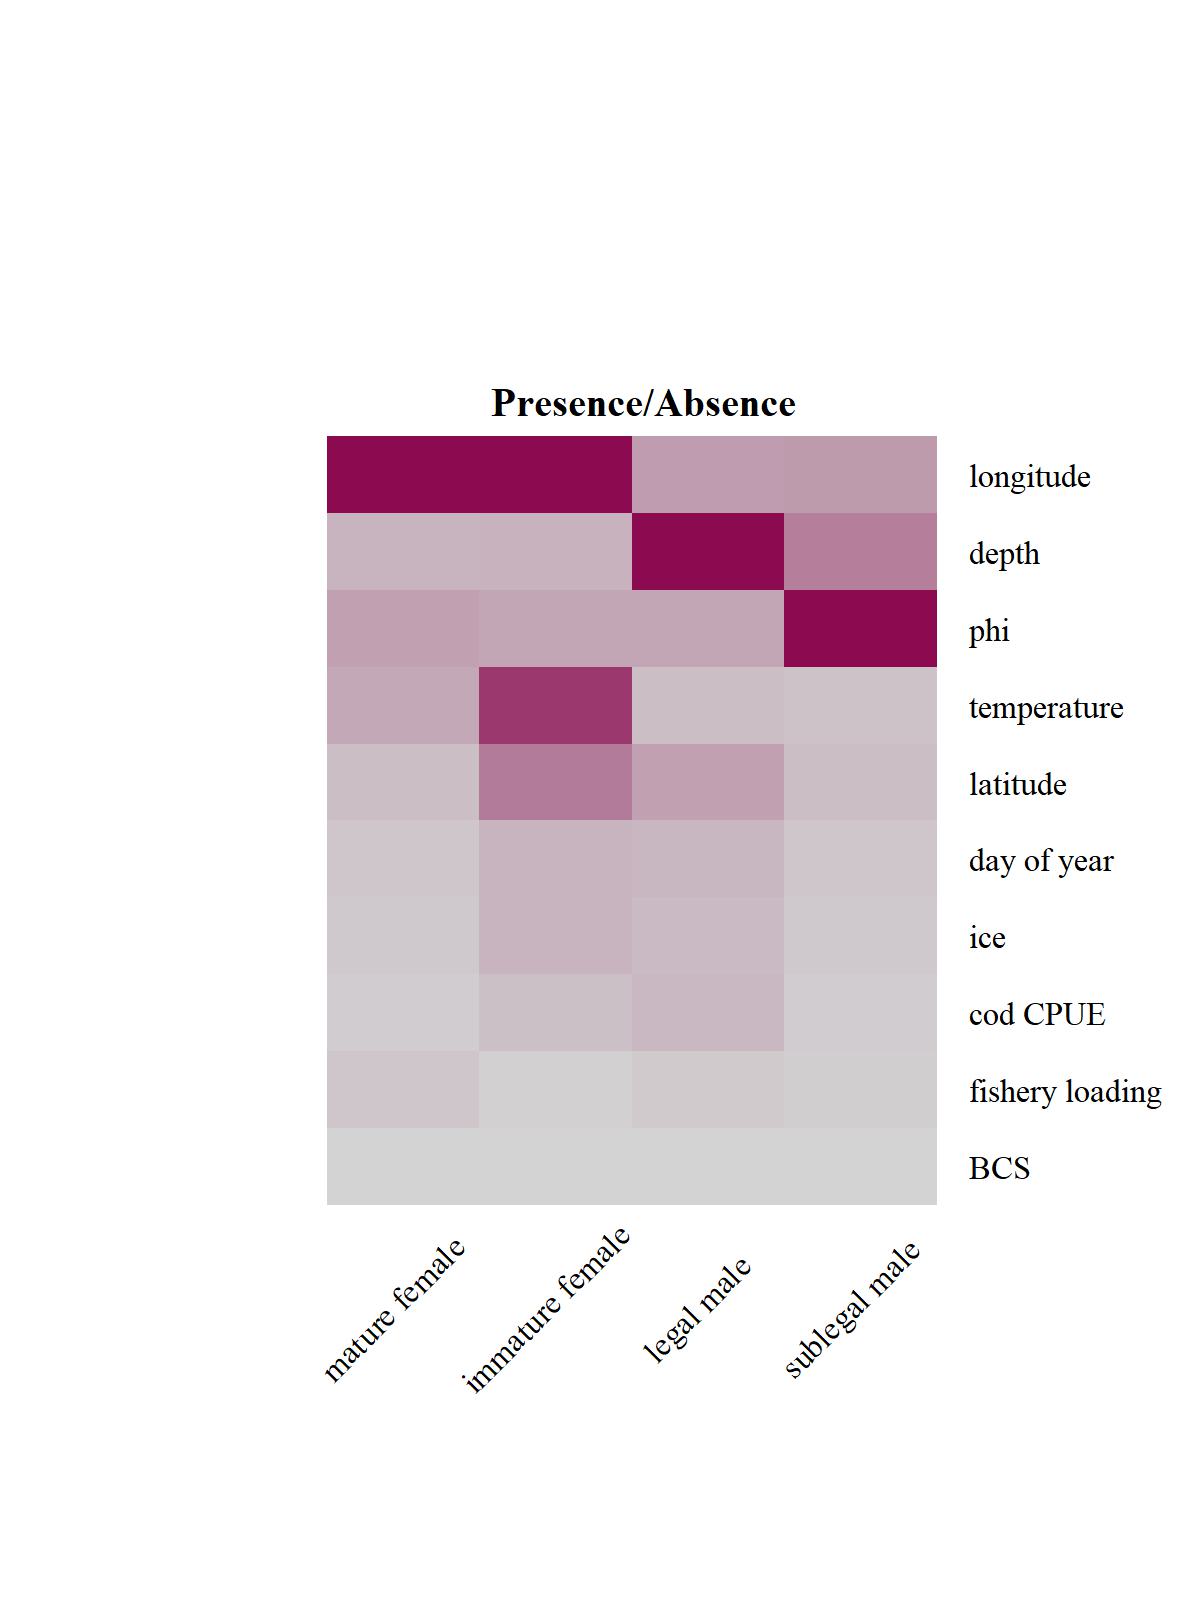 Presence/Absence
longitude
depth
phi
temperature
latitude
day of year
ice
cod CPUE
fishery loading
BCS
mature female
immature female
legal male
sublegal male